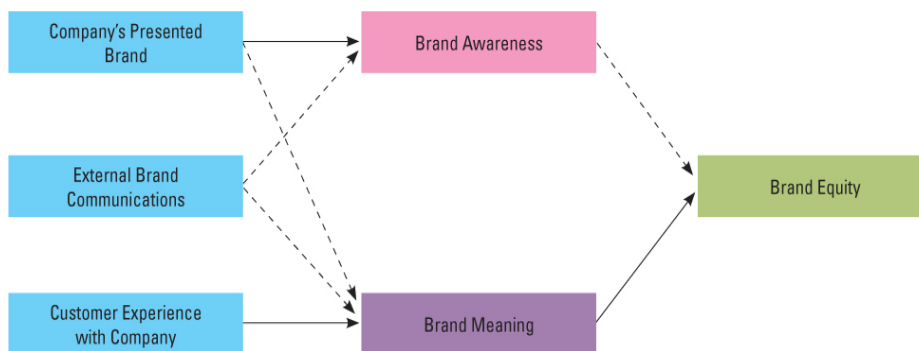 Company's Presented
Brand
Brand Awareness
External Brand
Communications
Brand Equity
Customer Experience
with Company
Brand Meaning